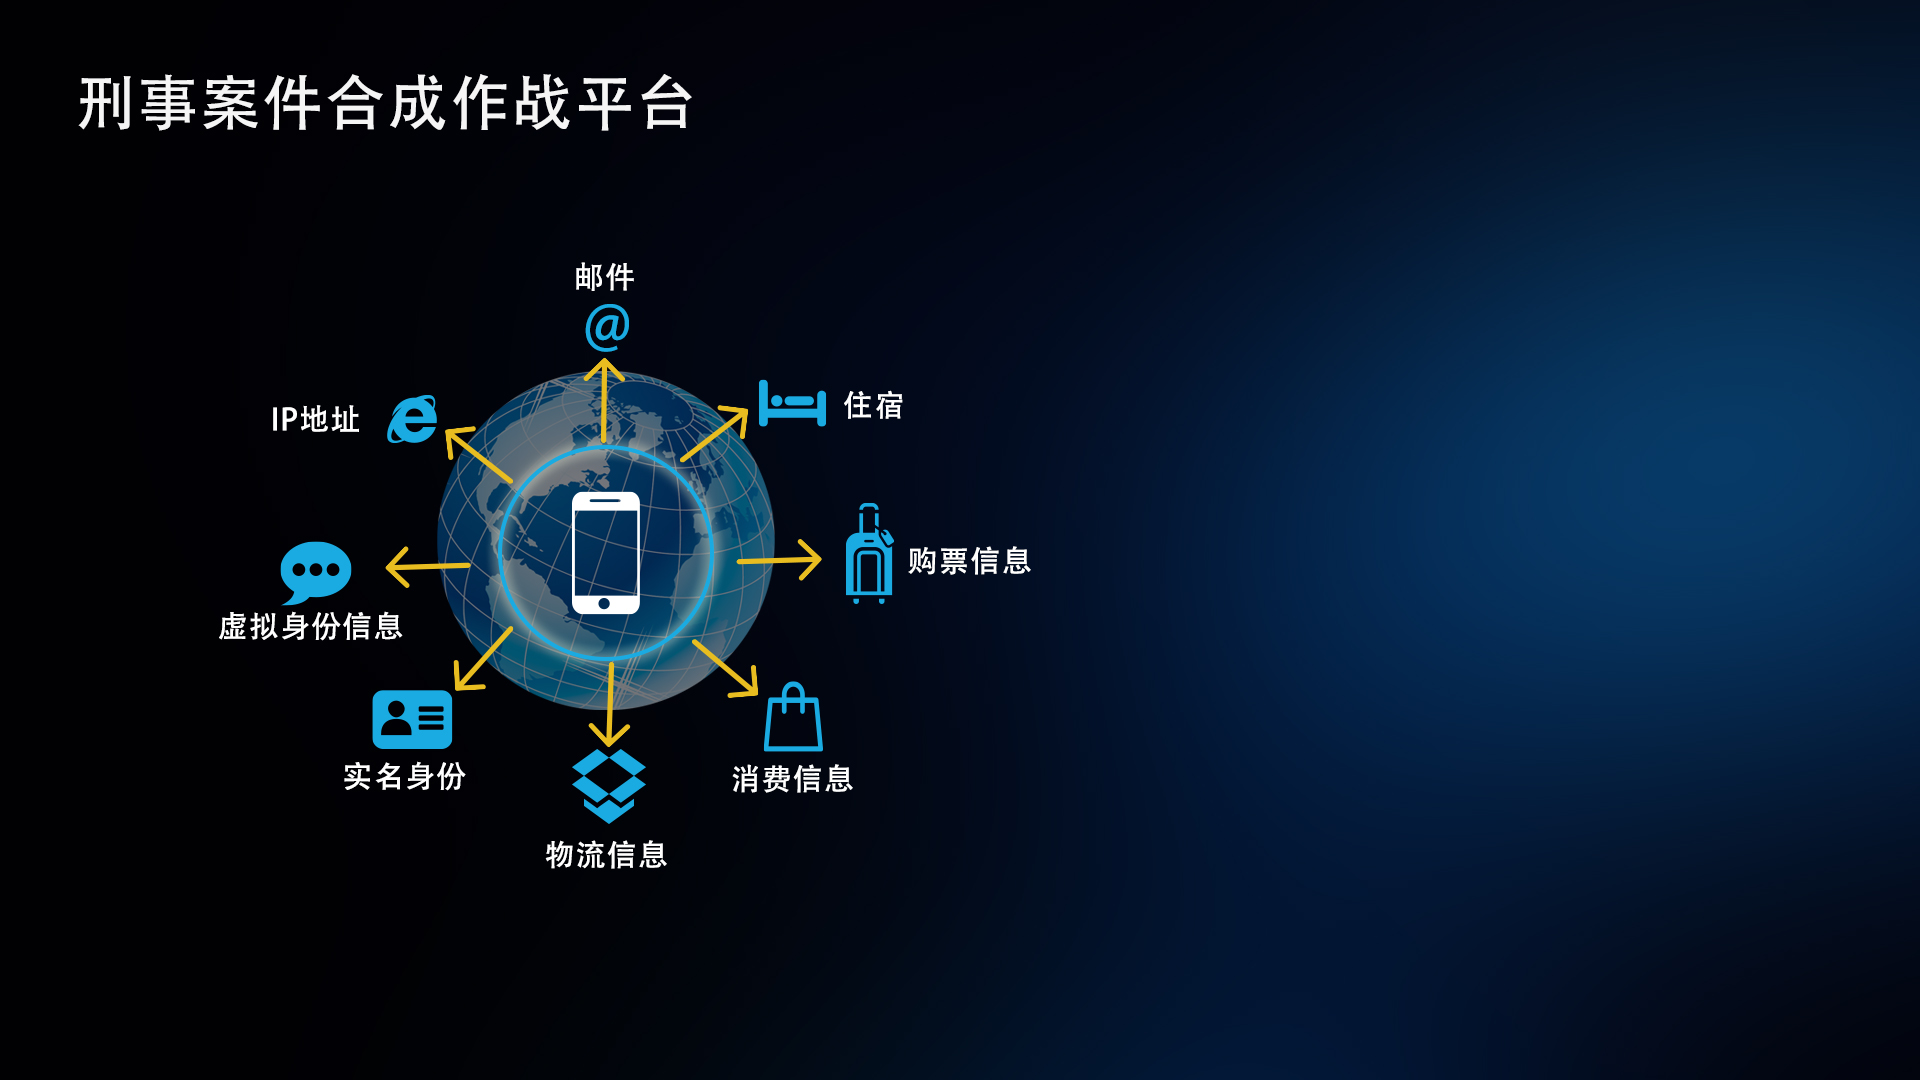 刑事案件合成作战平台
邮件
@
IP地址
住宿
购票信息
虚拟身份信息
实名身份
消费信息
物流信息